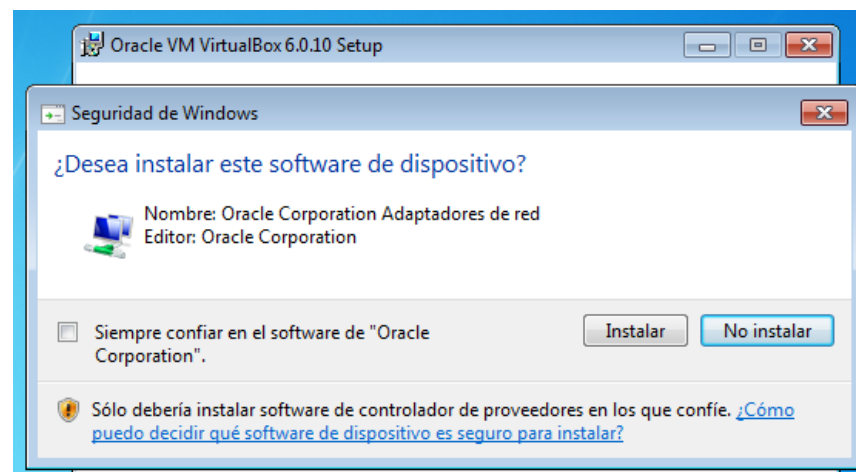 Oracle VM VirtualBox 6.0.10 Setup
Seguridad de Windows
¿Desea instalar este software de dispositivo?
Nombre: Oracle Corporation Adaptadores de red
Editor: Oracle Corporation
Siempre confiar en el software de "Oracle
Corporation".
Instalar
No instalar
Sólo debería instalar software de controlador de proveedores en los que confíe. ¿Cómo
puedo decidir qué software de dispositivo es seguro para instalar?